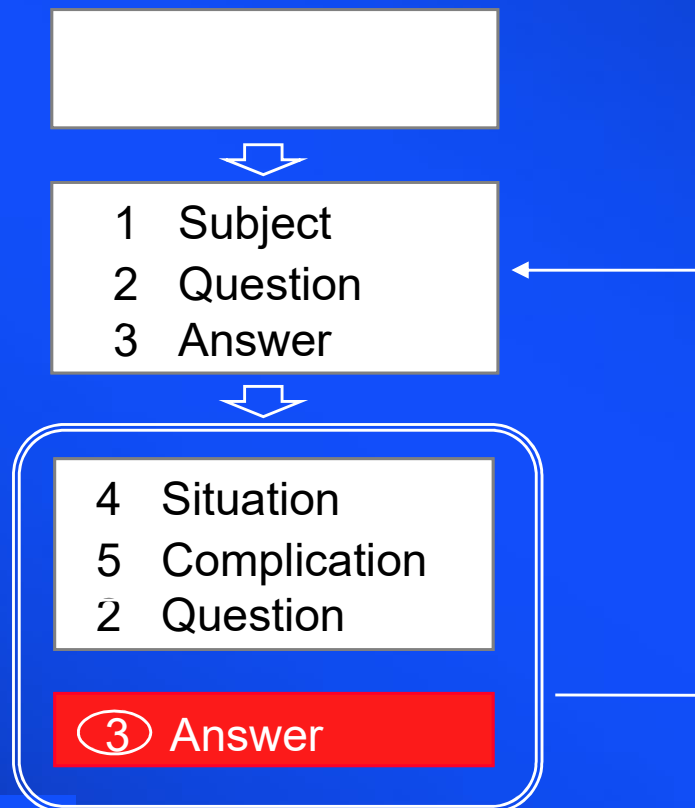 1 Subject
2 Question
3 Answer
4 Situation
5 Complication
2 Question
3 Answer